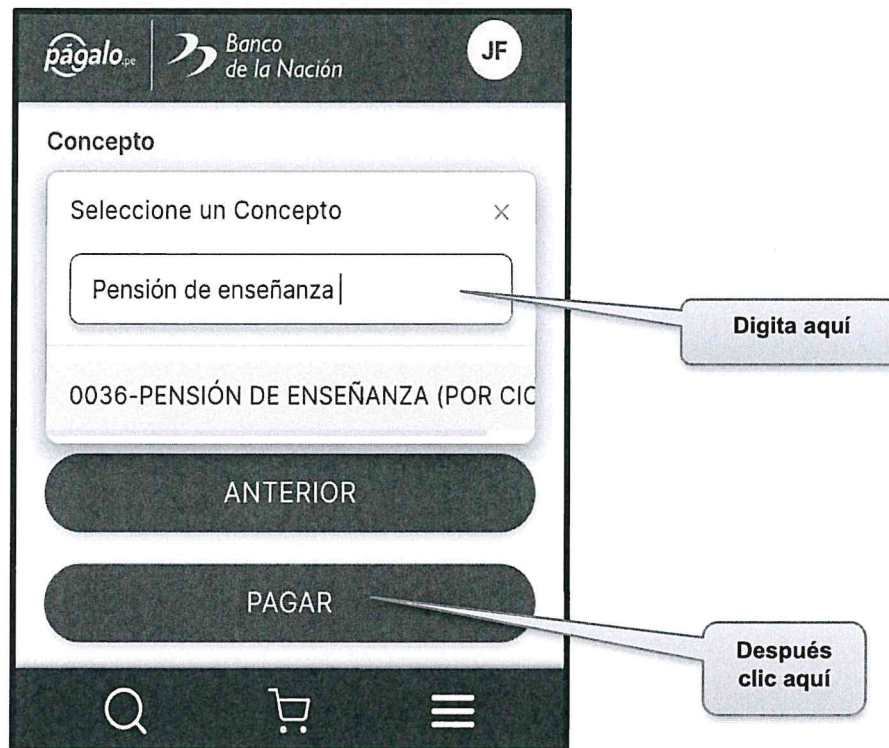 págalo.pe
Banco
de la Nación
JF
Concepto
Seleccione un Concepto
Pensión de enseñanza
Digita aquí
0036-PENSIÓN DE ENSEÑANZA (POR CIC
ANTERIOR
PAGAR
Después
clic aquí